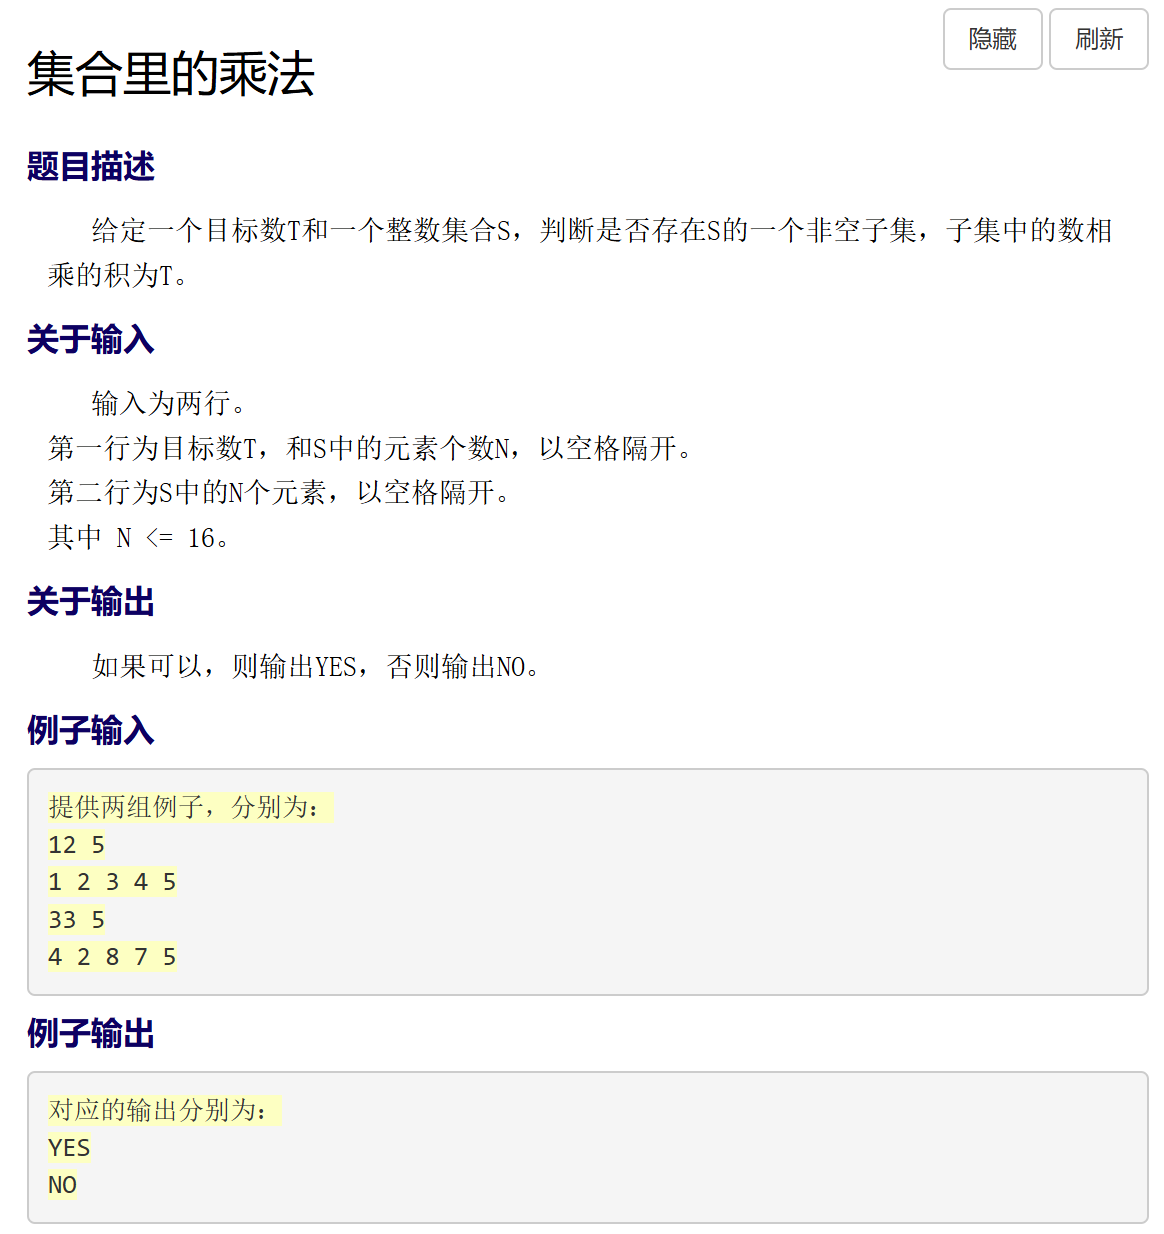 隐藏 刷新
集合里的乘法
题目描述
给定一个目标数T和一个整数集合S，判断是否存在S的一个非空子集，子集中的数相
乘的积为T。
关于输入
输入为两行。
第一行为目标数T，和S中的元素个数N，以空格隔开。
第二行为S中的N个元素，以空格隔开。
其中 N <= 16。
关于输出
如果可以，则输出YES，否则输出NO。
例子输入
提供两组例子，分别为：
12 5
1 2 3 4 5
33 5
4 2 8 7 5
例子输出
对应的输出分别为：
YES
NO